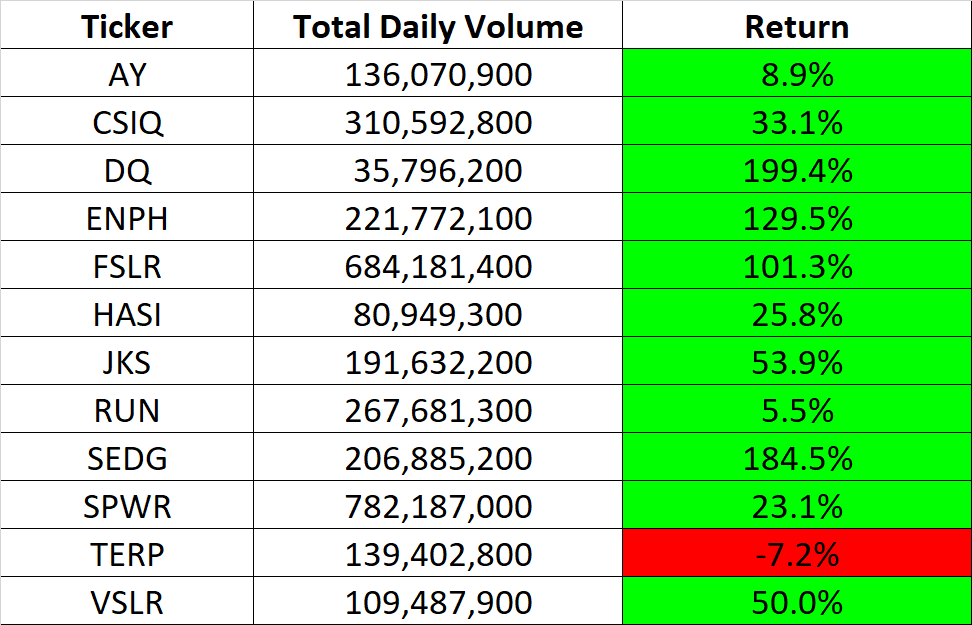 Ticker Total Daily Volume Return
AY 136,070,900 8.9%
CSIQ 310,592,800 33.1%
DQ 35,796,200 199.4%
ENPH 221,772,100 129.5%
FSLR 684,181,400 101.3%
HASI 80,949,300 25.8%
JKS 191,632,200 53.9%
RUN 267,681,300 5.5%
SEDG 206,885,200 184.5%
SPWR 782,187,000 23.1%
TERP 139,402,800 -7.2%
VSLR 109,487,900 50.0%